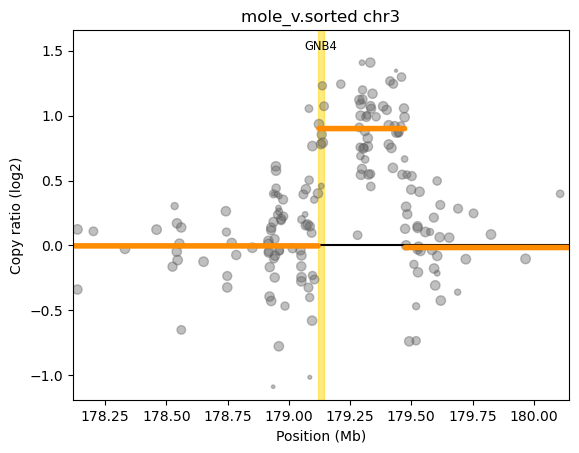 mole_v.sorted chr3
GNB4
Copy ratio (log2)
1.5
1.0
0.5
0.0
−0.5
−1.0
178.25 178.50 178.75 179.00 179.25 179.50 179.75 180.00
Position (Mb)